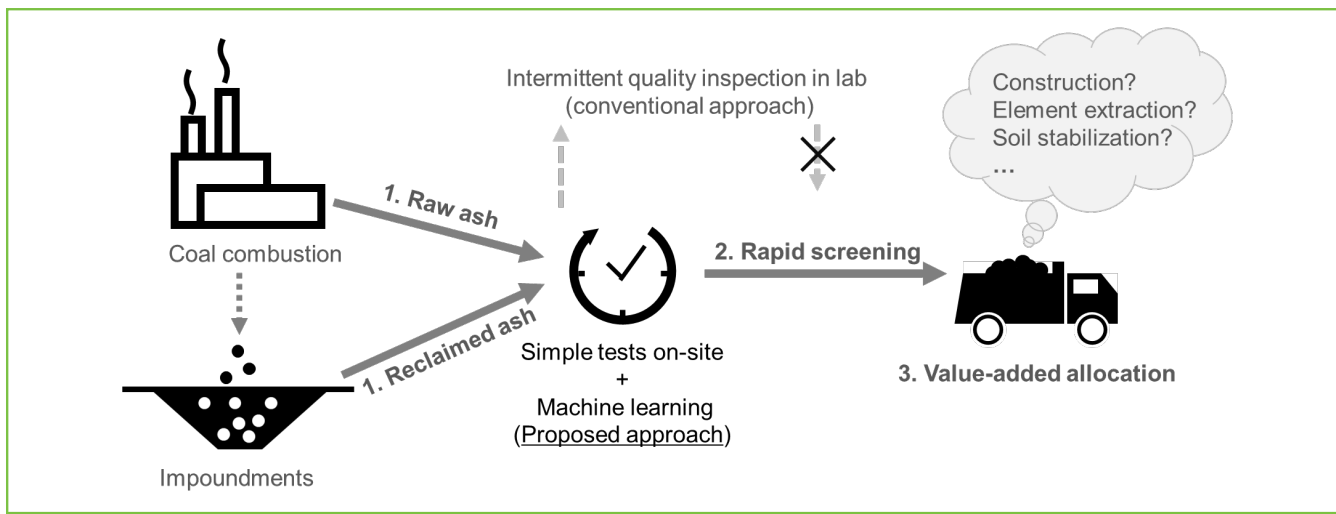 Intermittent quality inspection in lab
(conventional approach)
Construction?
Element extraction?
Soil stabilization?
...
1. Raw ash
Coal combustion
2. Rapid screening
1. Reclaimed ash
Simple tests on-site
+
Machine learning
(Proposed approach)
3. Value-added allocation
Impoundments